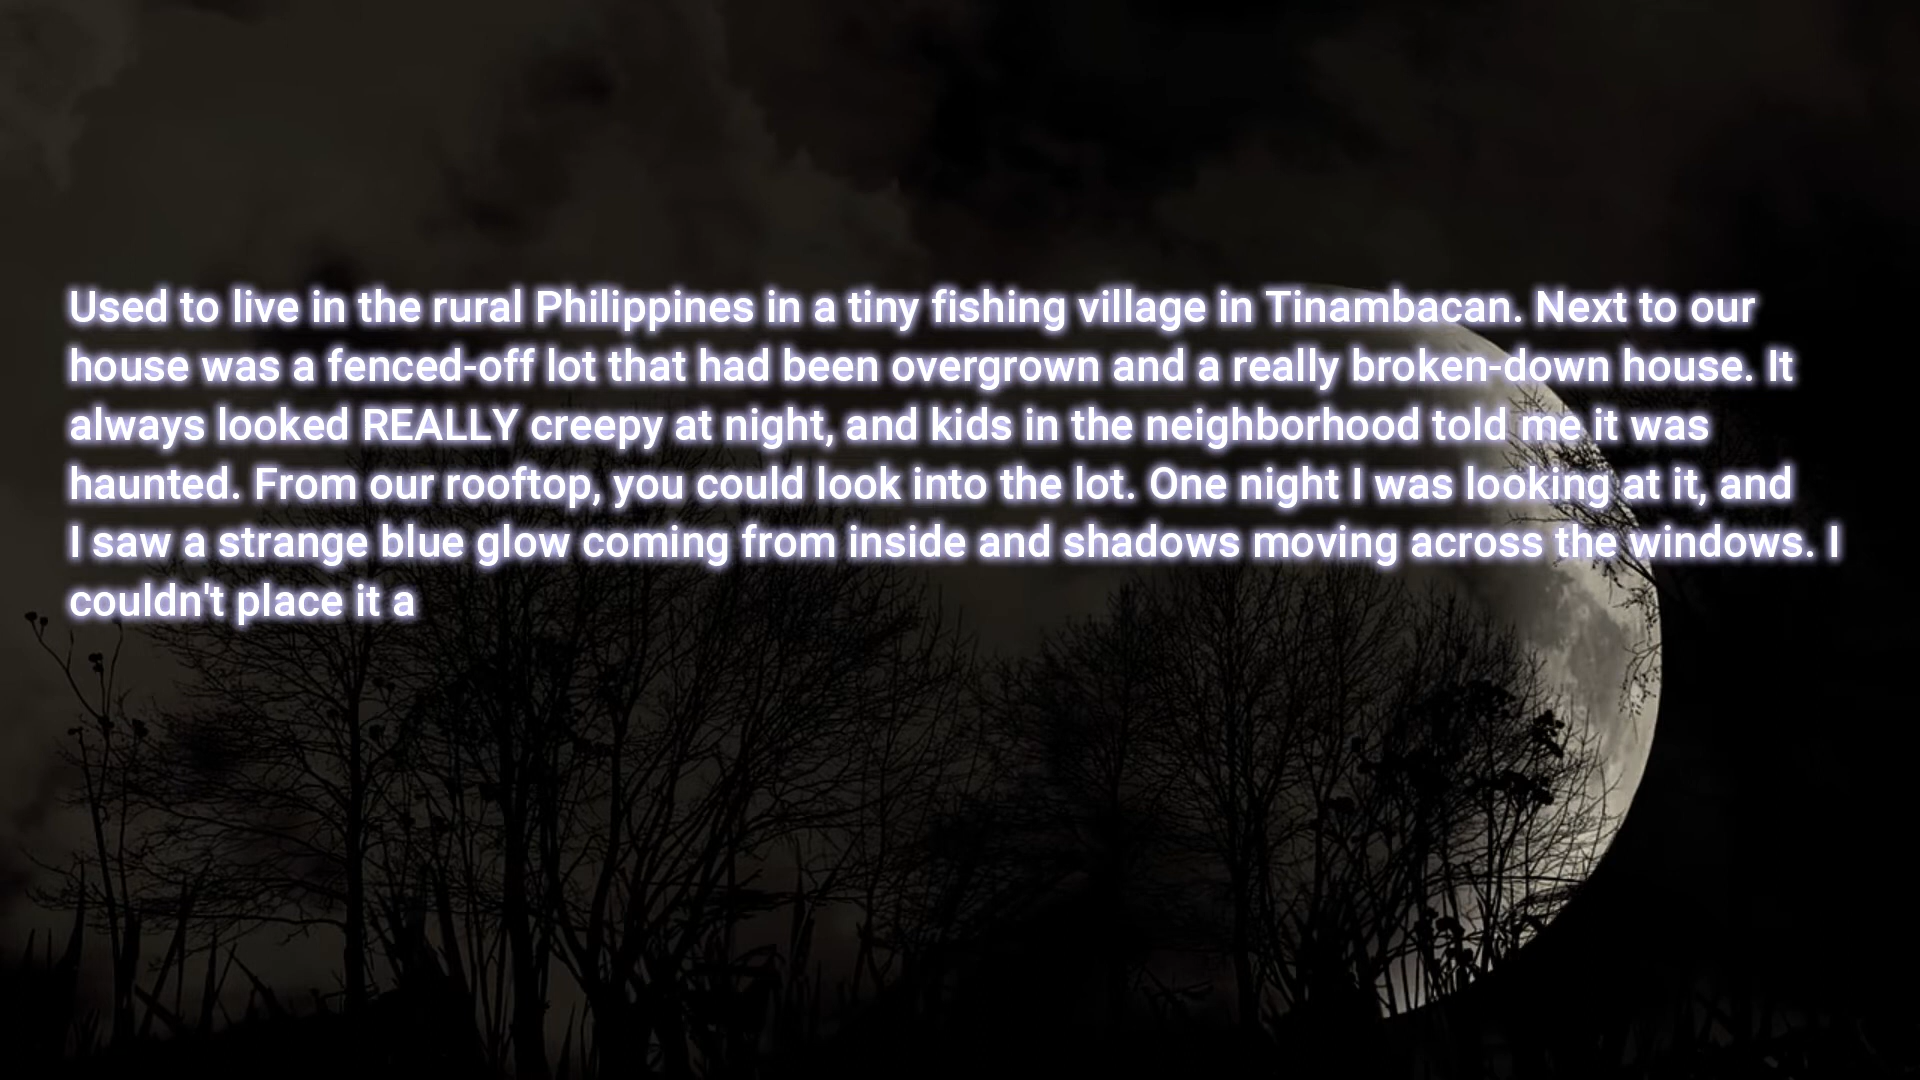 Used to live in the rural Philippines in a tiny fishing village in Tinambacan. Next to our
house was a fenced-off lot that had been overgrown and a really broken-down house. It
always looked REALLY creepy at night, and kids in the neighborhood told me it was
haunted. From our rooftop, you could look into the lot. One night I was looking at it, and
I saw a strange blue glow coming from inside and shadows moving across the windows. I
couldn't place it a